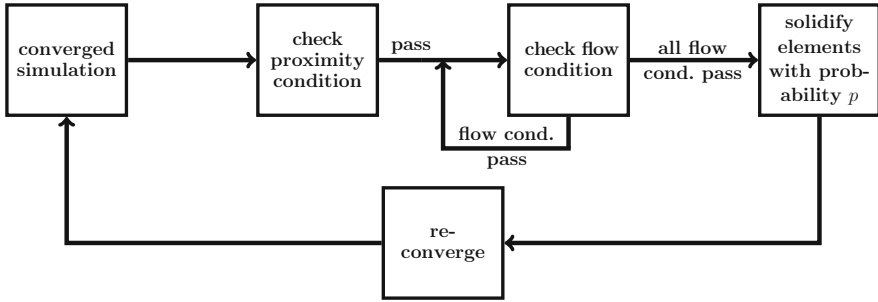 converged
simulation
check
proximity
condition
pass
check flow
condition
all flow
cond. pass
solidify
elements
with prob-
ability p
flow cond.
pass
re-
converge